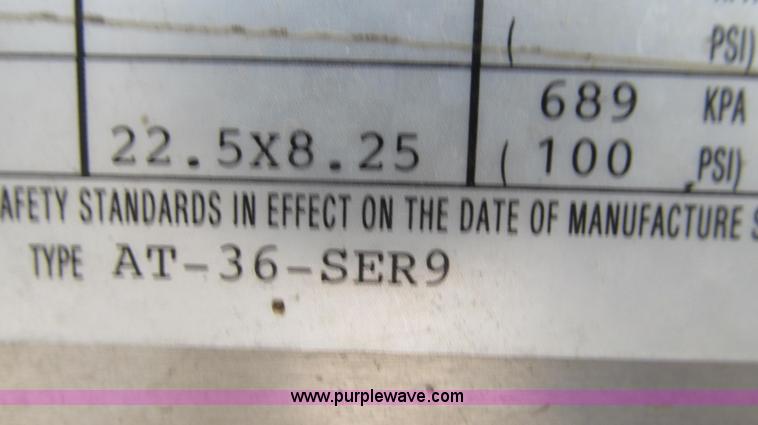 ( PSI)
689 KPA
22.5X8.25 ( 100 PSI)
AFETY STANDARDS IN EFFECT ON THE DATE OF MANUFACTURE S
TYPE AT-36-SER9
www.purplewave.com